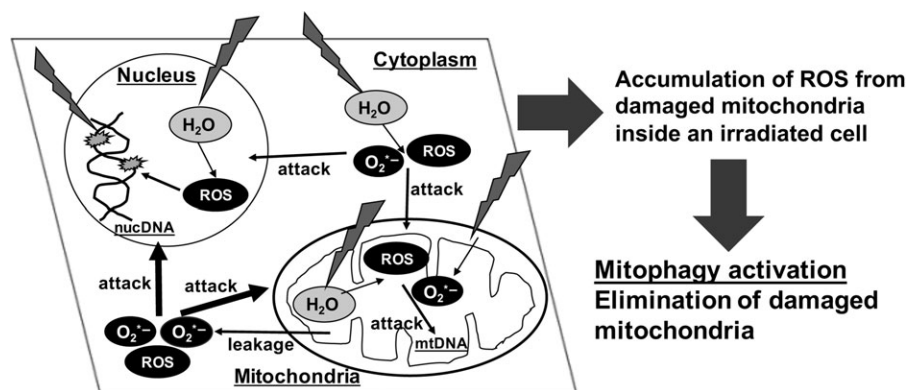 Nucleus
H₂O
ROS
nucDNA
Cytoplasm
H₂O
O₂•− ROS
attack
attack
ROS
H₂O
O₂•−
attack
mtDNA
Mitochondria
leakage
attack
attack
O₂•− O₂•−
ROS
Accumulation of ROS from
damaged mitochondria
inside an irradiated cell
Mitophagy activation
Elimination of damaged
mitochondria